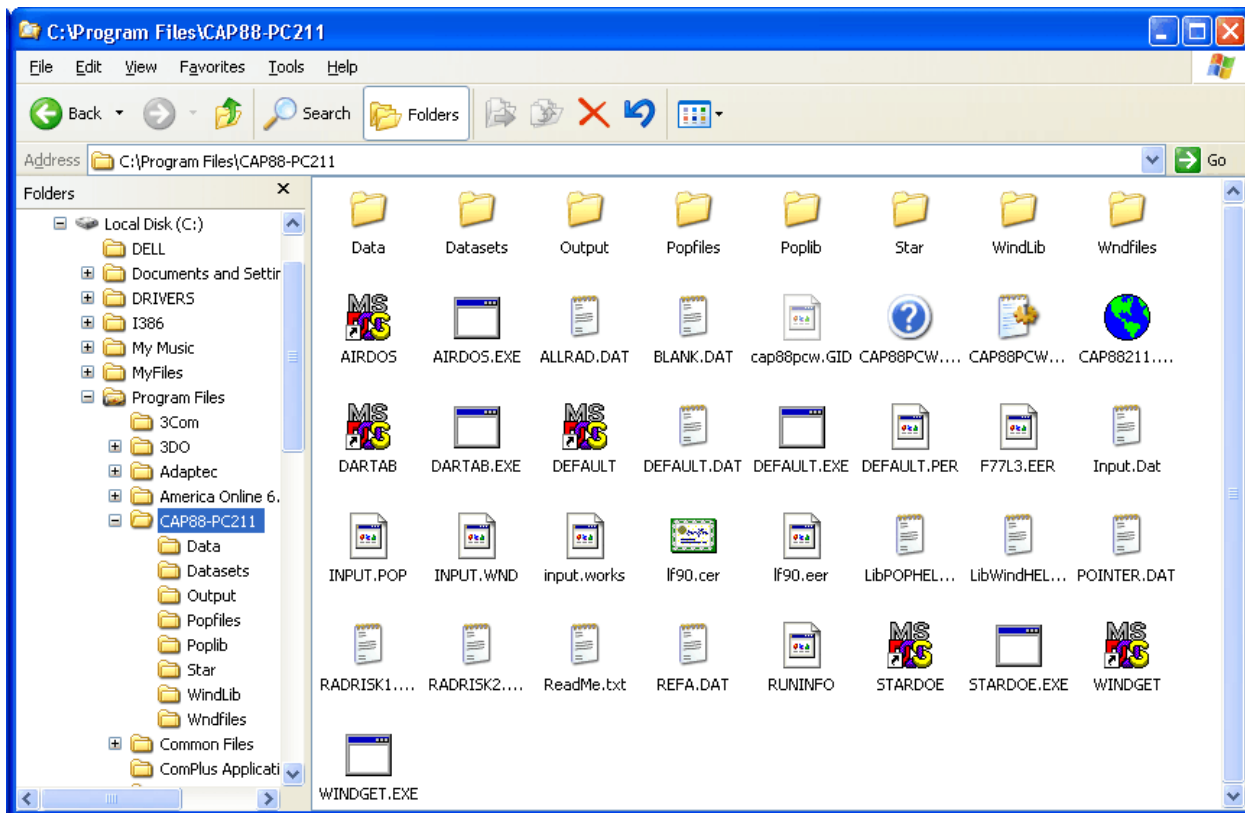 C:\Program Files\CAP88-PC211
File Edit View Favorites Tools Help
Back Search Folders
Address C:\Program Files\CAP88-PC211 Go
Folders
Local Disk (C:)
DELL
Documents and Settir
DRIVERS
I386
My Music
MyFiles
Program Files
3Com
3DO
Adaptec
America Online 6.
CAP88-PC211
Data
Datasets
Output
Popfiles
Poplib
Star
WindLib
Wndfiles
Common Files
ComPlus Applicati
Data Datasets Output Popfiles Poplib Star WindLib Wndfiles
AIRDOS AIRDOS.EXE ALLRAD.DAT BLANK.DAT cap88pcw.GID CAP88PCW.... CAP88PCW... CAP88211....
DARTAB DARTAB.EXE DEFAULT DEFAULT.DAT DEFAULT.EXE DEFAULT.PER F77L3.EER Input.Dat
INPUT.POP INPUT.WND input.works lf90.cer lf90.eer LibPOPHEL... LibWindHEL... POINTER.DAT
RADRISK1.... RADRISK2.... ReadMe.txt REFA.DAT RUNINFO STARDOE STARDOE.EXE WINDGET
WINDGET.EXE